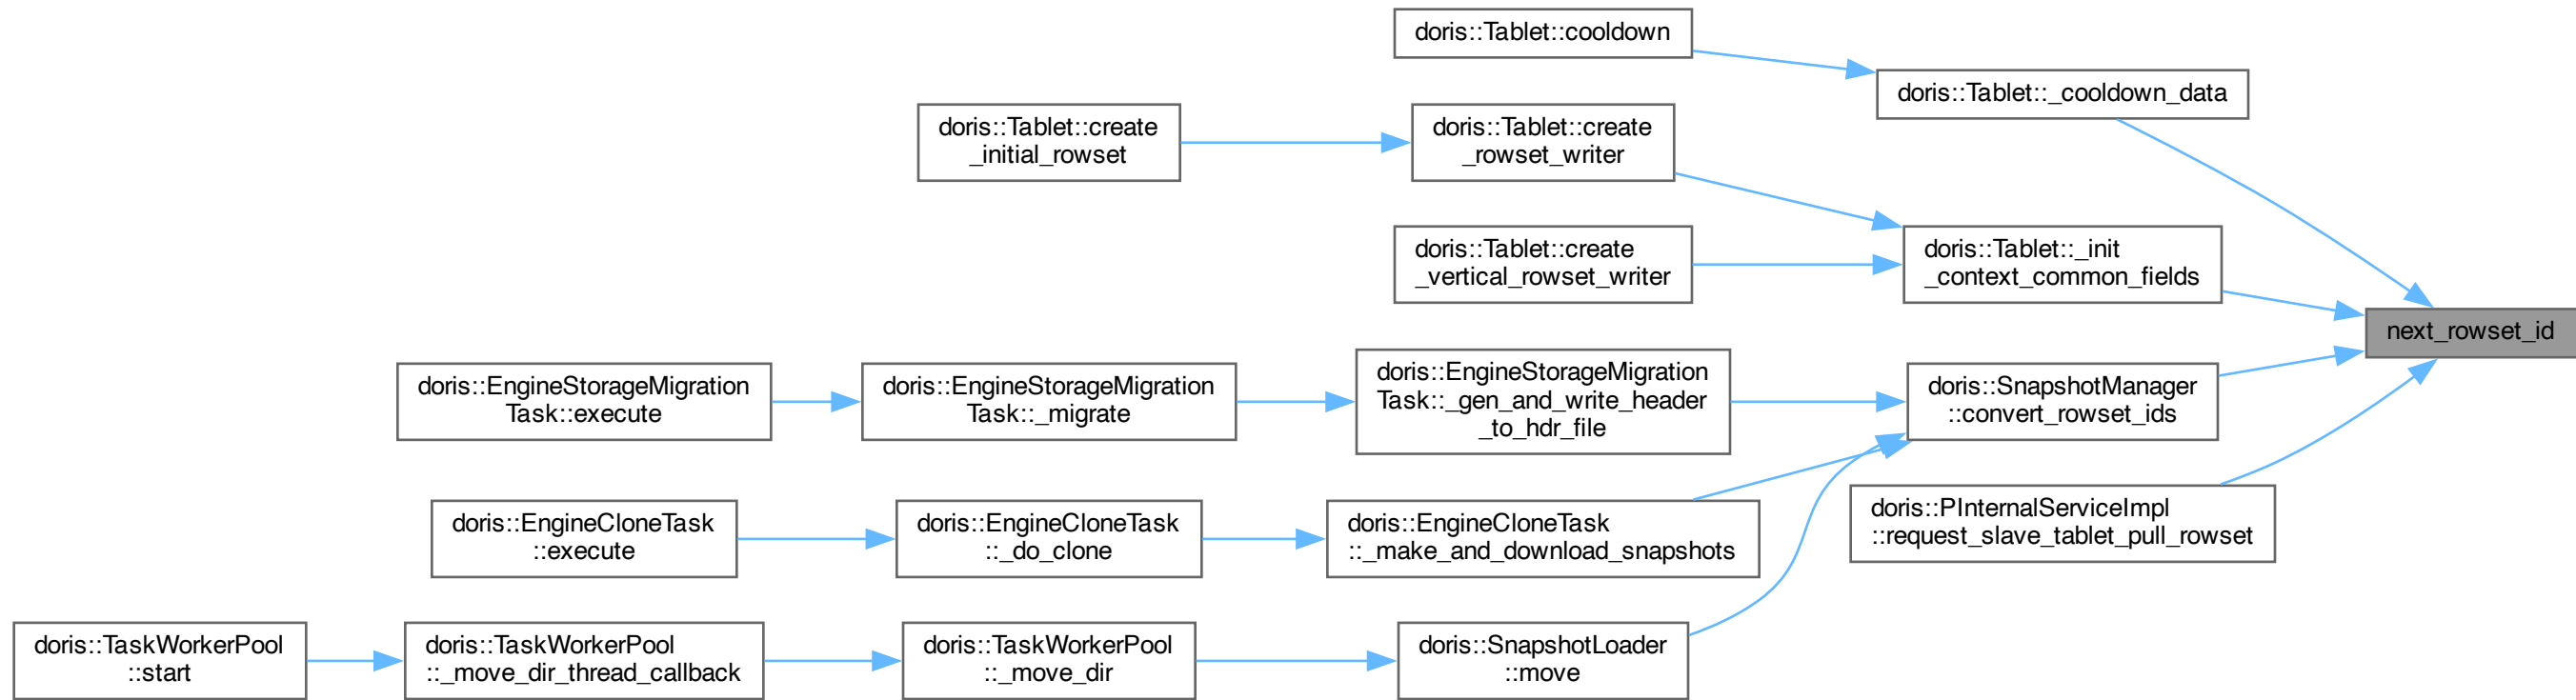 doris::Tablet::cooldown
doris::Tablet::_cooldown_data
doris::Tablet::create
_initial_rowset
doris::Tablet::create
_rowset_writer
doris::Tablet::create
_vertical_rowset_writer
doris::Tablet::_init
_context_common_fields
next_rowset_id
doris::EngineStorageMigration
Task::execute
doris::EngineStorageMigration
Task::_migrate
doris::EngineStorageMigration
Task::_gen_and_write_header
_to_hdr_file
doris::SnapshotManager
::convert_rowset_ids
doris::EngineCloneTask
::execute
doris::EngineCloneTask
::_do_clone
doris::EngineCloneTask
::_make_and_download_snapshots
doris::PInternalServiceImpl
::request_slave_tablet_pull_rowset
doris::TaskWorkerPool
::start
doris::TaskWorkerPool
::_move_dir_thread_callback
doris::TaskWorkerPool
::_move_dir
doris::SnapshotLoader
::move